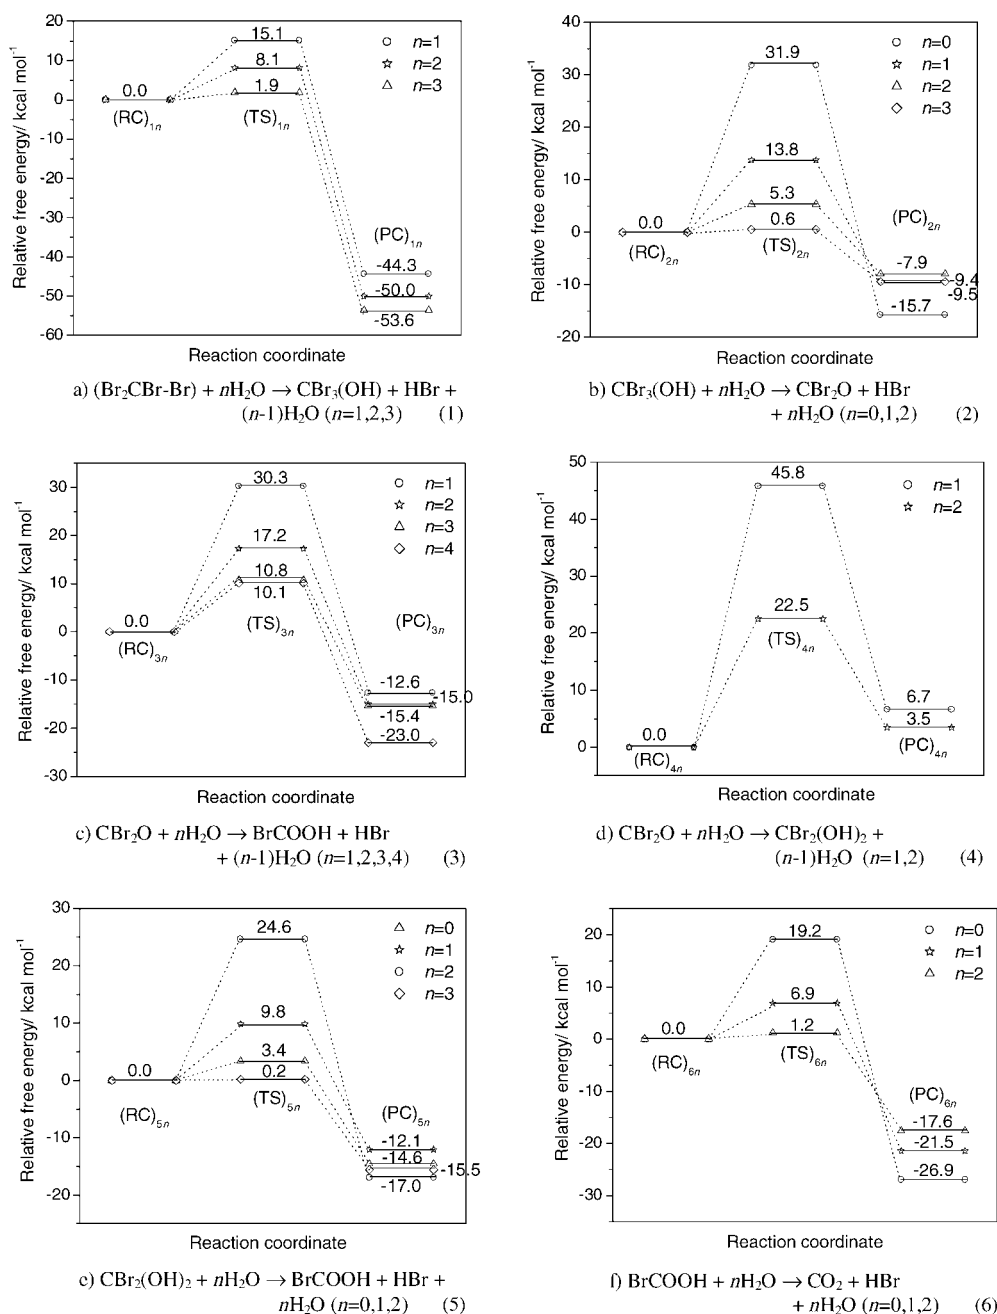 20
10
0
-10
-20
-30
-40
-50
-60
Relative free energy/ kcal mol⁻¹
15.1
8.1
1.9
0.0
(RC)₁ₙ
(TS)₁ₙ
(PC)₁ₙ
-44.3
-50.0
-53.6
n=1
n=2
n=3
Reaction coordinate
a) (Br₂CBr-Br) + nH₂O → CBr₃(OH) + HBr +
(n-1)H₂O (n=1,2,3) (1)
40
30
20
10
0
-10
-20
Relative free energy/ kcal mol⁻¹
31.9
13.8
5.3
0.6
0.0
(RC)₂ₙ
(TS)₂ₙ
(PC)₂ₙ
-7.9
-9.4
-9.5
-15.7
n=0
n=1
n=2
n=3
Reaction coordinate
b) CBr₃(OH) + nH₂O → CBr₂O + HBr
+ nH₂O (n=0,1,2) (2)
30
20
10
0
-10
-20
-30
Relative free energy/ kcal mol⁻¹
30.3
17.2
10.8
10.1
0.0
(RC)₃ₙ
(TS)₃ₙ
(PC)₃ₙ
-12.6
-15.0
-15.4
-23.0
n=1
n=2
n=3
n=4
Reaction coordinate
c) CBr₂O + nH₂O → BrCOOH + HBr
+ (n-1)H₂O (n=1,2,3,4) (3)
50
40
30
20
10
0
Relative free energy/ kcal mol⁻¹
45.8
22.5
0.0
(RC)₄ₙ
(TS)₄ₙ
6.7
3.5
(PC)₄ₙ
n=1
n=2
Reaction coordinate
d) CBr₂O + nH₂O → CBr₂(OH)₂ +
(n-1)H₂O (n=1,2) (4)
30
20
10
0
-10
-20
Relative free energy/ kcal mol⁻¹
24.6
9.8
3.4
0.2
0.0
(RC)₅ₙ
(TS)₅ₙ
(PC)₅ₙ
-12.1
-14.6
-15.5
-17.0
n=0
n=1
n=2
n=3
Reaction coordinate
e) CBr₂(OH)₂ + nH₂O → BrCOOH + HBr +
nH₂O (n=0,1,2) (5)
20
10
0
-10
-20
-30
Relative energy/ kcal mol⁻¹
19.2
6.9
1.2
0.0
(RC)₆ₙ
(TS)₆ₙ
(PC)₆ₙ
-17.6
-21.5
-26.9
n=0
n=1
n=2
Reaction coordinate
f) BrCOOH + nH₂O → CO₂ + HBr
+ nH₂O (n=0,1,2) (6)